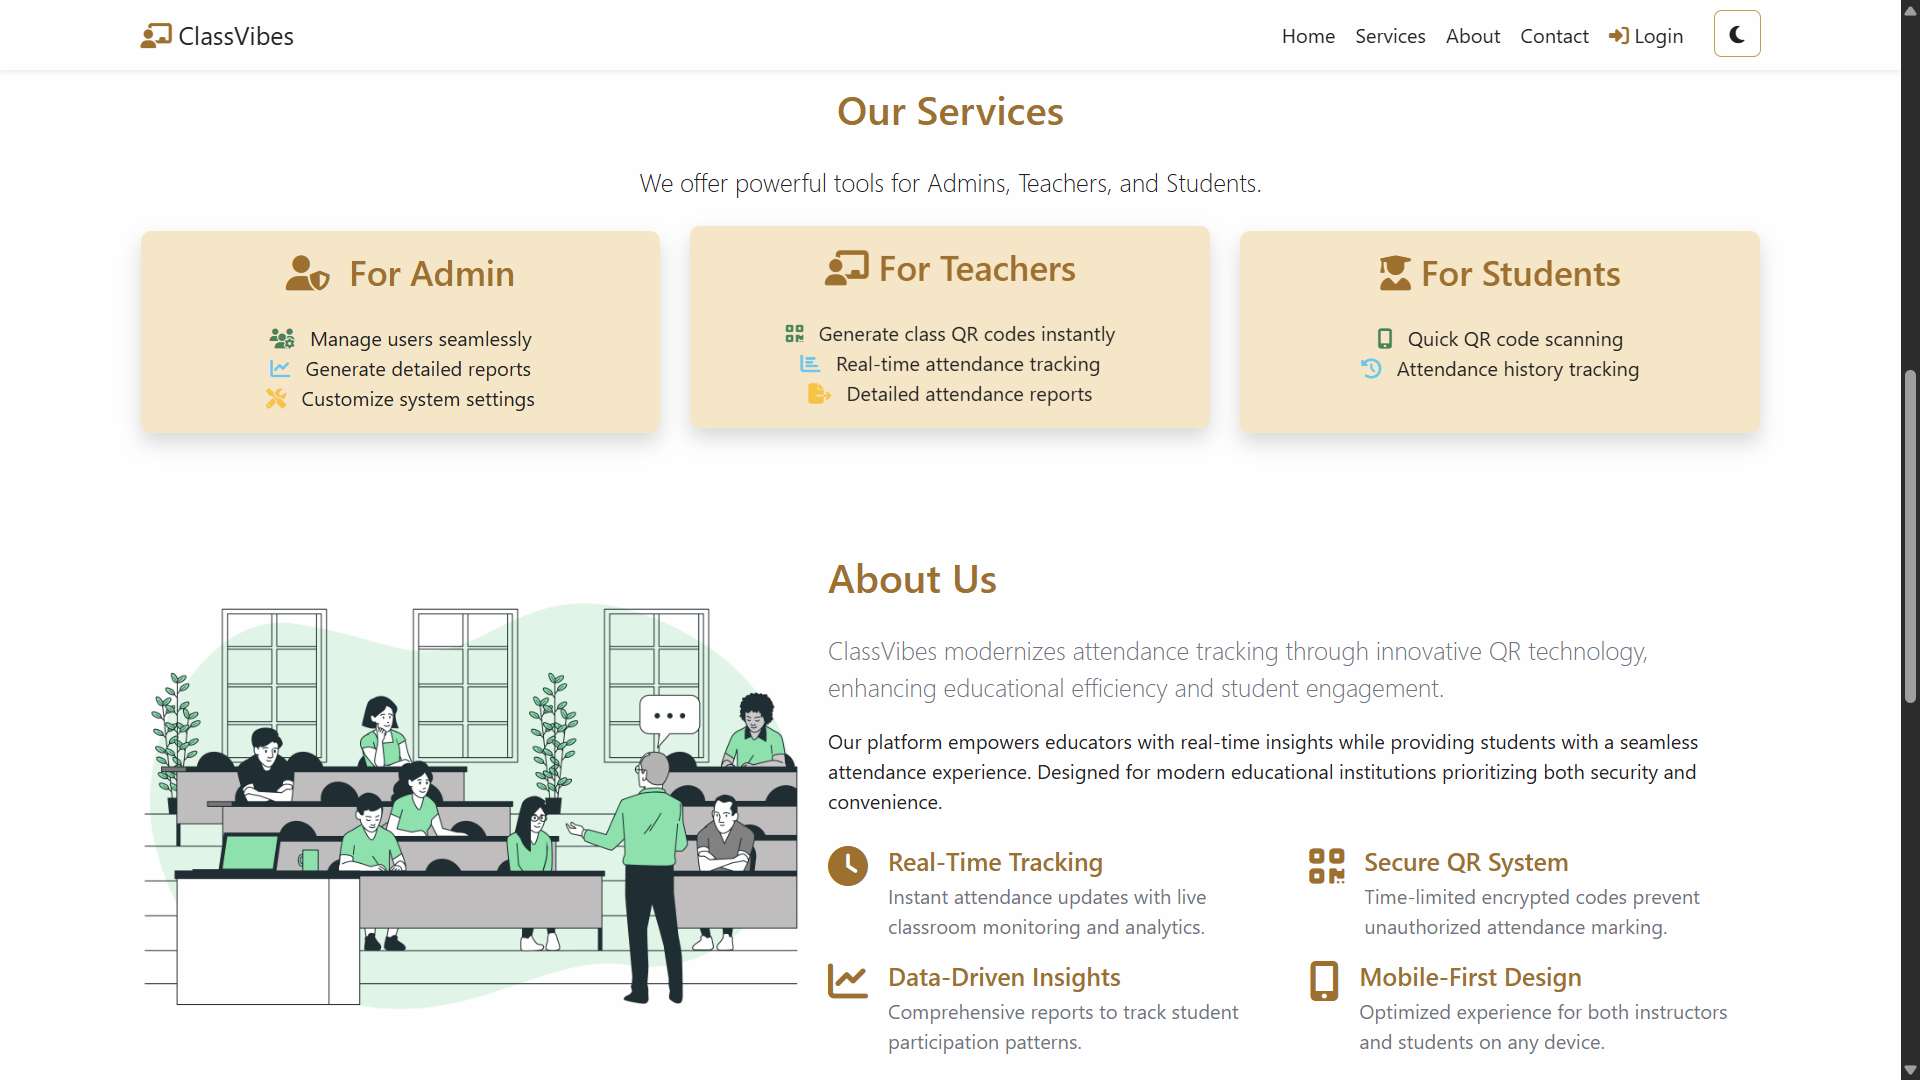 ClassVibes
Home Services About Contact Login
Our Services
We offer powerful tools for Admins, Teachers, and Students.
For Admin
Manage users seamlessly
Generate detailed reports
Customize system settings
For Teachers
Generate class QR codes instantly
Real-time attendance tracking
Detailed attendance reports
For Students
Quick QR code scanning
Attendance history tracking
About Us
ClassVibes modernizes attendance tracking through innovative QR technology,
enhancing educational efficiency and student engagement.
Our platform empowers educators with real-time insights while providing students with a seamless
attendance experience. Designed for modern educational institutions prioritizing both security and
convenience.
Real-Time Tracking
Instant attendance updates with live
classroom monitoring and analytics.
Secure QR System
Time-limited encrypted codes prevent
unauthorized attendance marking.
Data-Driven Insights
Comprehensive reports to track student
participation patterns.
Mobile-First Design
Optimized experience for both instructors
and students on any device.